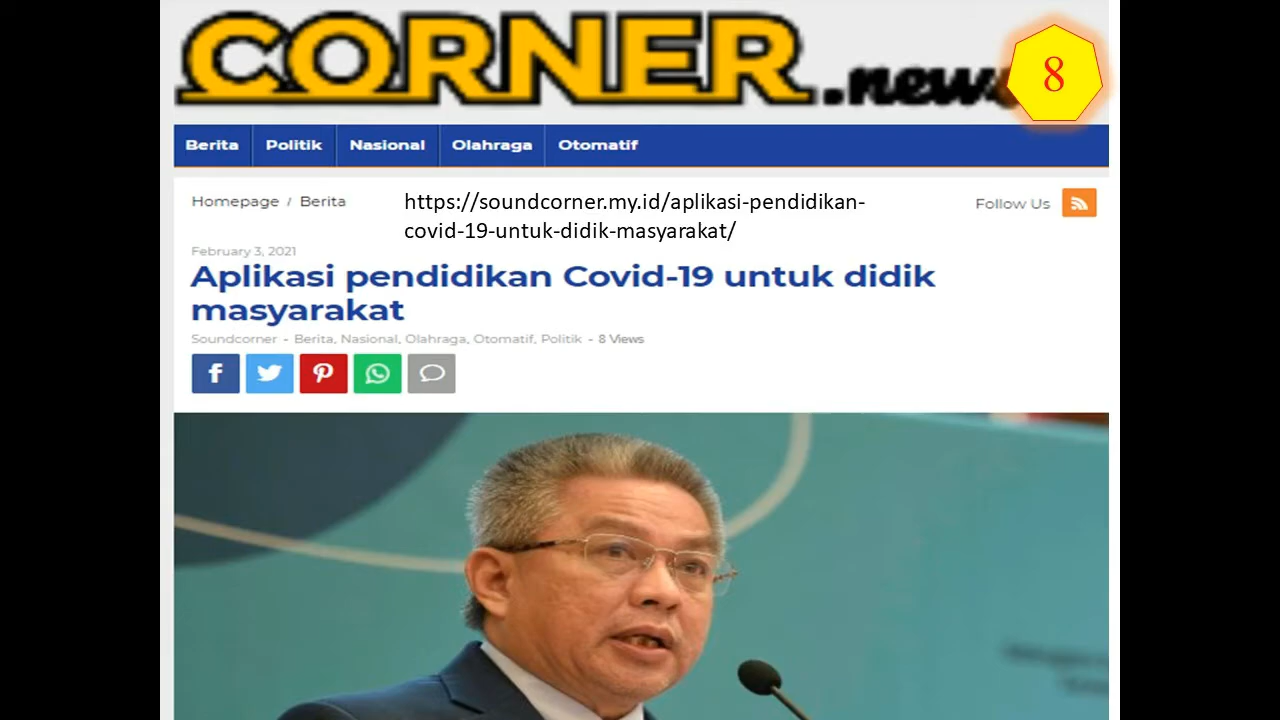 CORNER
.news
8
Berita Politik Nasional Olahraga Otomatif
Homepage / Berita
https://soundcorner.my.id/aplikasi-pendidikan-
covid-19-untuk-didik-masyarakat/
Follow Us
February 3, 2021
Aplikasi pendidikan Covid-19 untuk didik
masyarakat
Soundcorner - Berita, Nasional, Olahraga, Otomatif, Politik - 8 Views